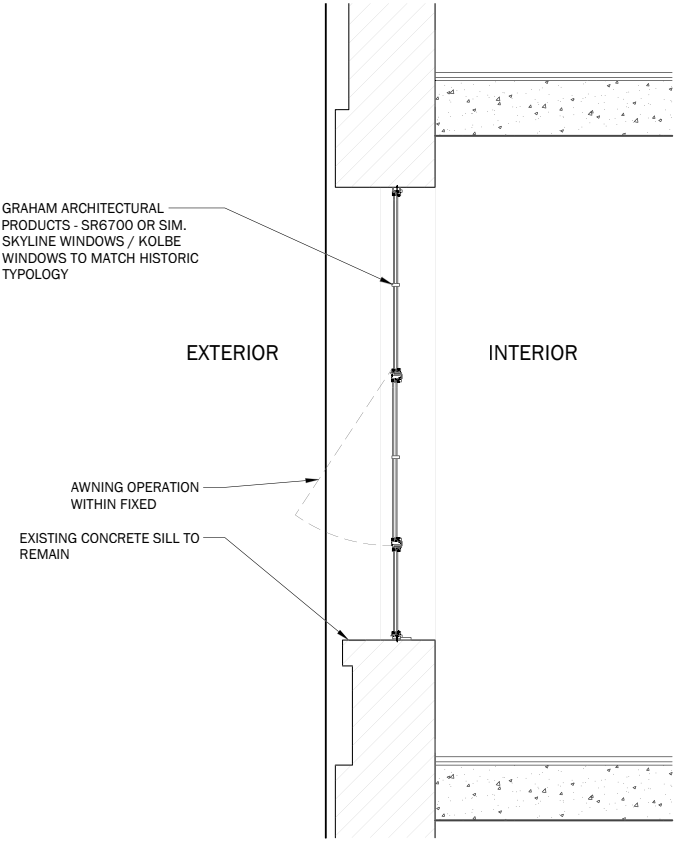 GRAHAM ARCHITECTURAL
PRODUCTS - SR6700 OR SIM.
SKYLINE WINDOWS / KOLBE
WINDOWS TO MATCH HISTORIC
TYPOLOGY
EXTERIOR
INTERIOR
AWNING OPERATION
WITHIN FIXED
EXISTING CONCRETE SILL TO
REMAIN